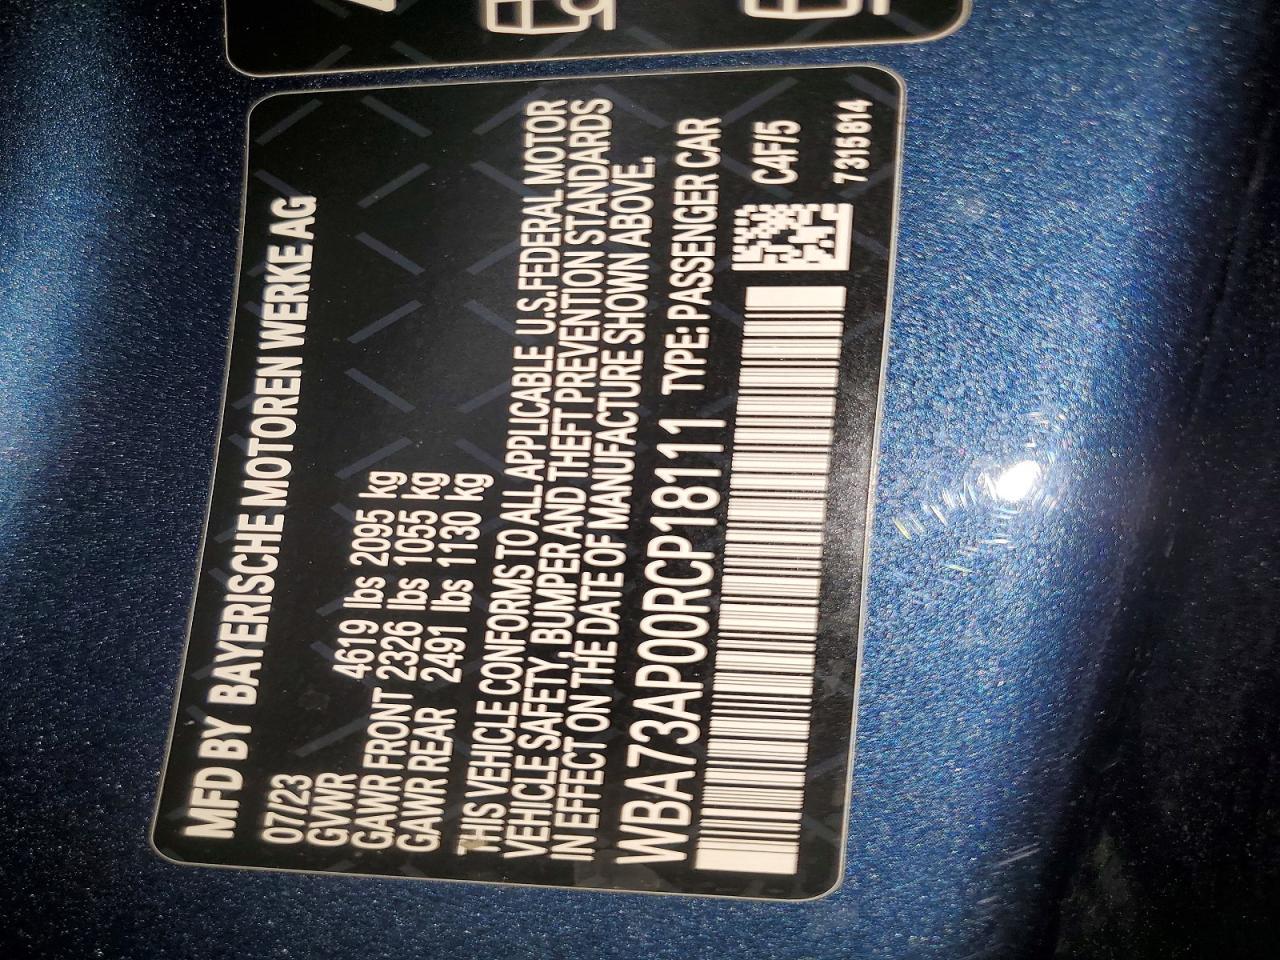 MFD BY BAYERISCHE MOTOREN WERKE AG
07/23
GVWR 4619 lbs 2095 kg
GAWR FRONT 2326 lbs 1055 kg
GAWR REAR 2491 lbs 1130 kg
THIS VEHICLE CONFORMS TO ALL APPLICABLE U.S.FEDERAL MOTOR
VEHICLE SAFETY, BUMPER AND THEFT PREVENTION STANDARDS
IN EFFECT ON THE DATE OF MANUFACTURE SHOWN ABOVE.
WBA73AP00RCP18111 TYPE: PASSENGER CAR
C4F/5
7315814